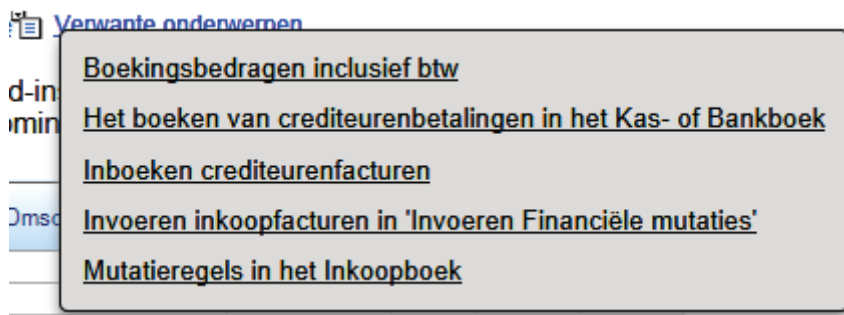 Verwante onderwerpen
Boekingsbedragen inclusief btw
Het boeken van crediteurenbetalingen in het Kas- of Bankboek
Inboeken crediteurenfacturen
Invoeren inkoopfacturen in 'Invoeren Financiële mutaties'
Mutatieregels in het Inkoopboek